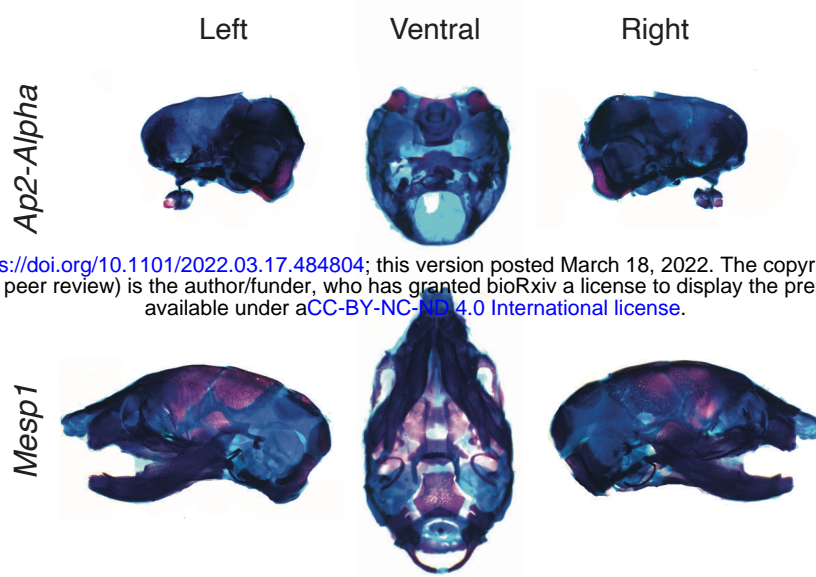 Left Ventral Right
Ap2-Alpha
s://doi.org/10.1101/2022.03.17.484804; this version posted March 18, 2022. The copyr
peer review) is the author/funder, who has granted bioRxiv a license to display the prep
available under aCC-BY-NC-ND 4.0 International license.
Mesp1